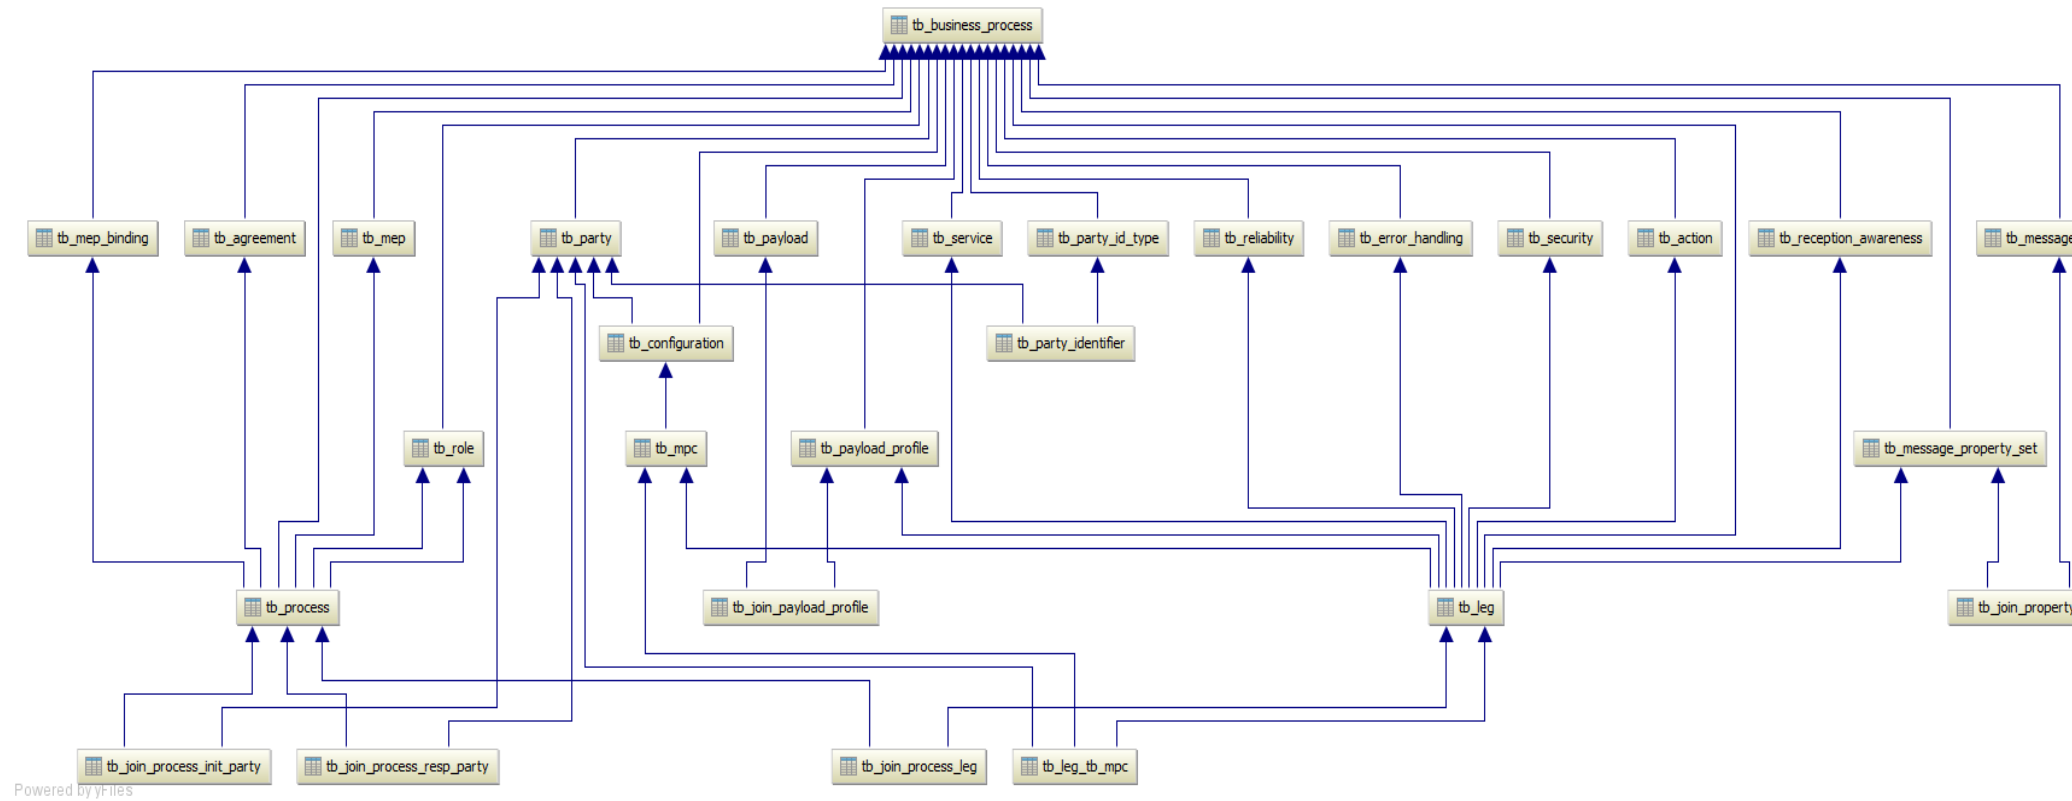 tb_business_process
tb_mep_binding
tb_agreement
tb_mep
tb_party
tb_payload
tb_service
tb_party_id_type
tb_reliability
tb_error_handling
tb_security
tb_action
tb_reception_awareness
tb_message
tb_configuration
tb_party_identifier
tb_role
tb_mpc
tb_payload_profile
tb_message_property_set
tb_process
tb_join_payload_profile
tb_leg
tb_join_property
tb_join_process_init_party
tb_join_process_resp_party
tb_join_process_leg
tb_leg_tb_mpc
Powered by yFiles